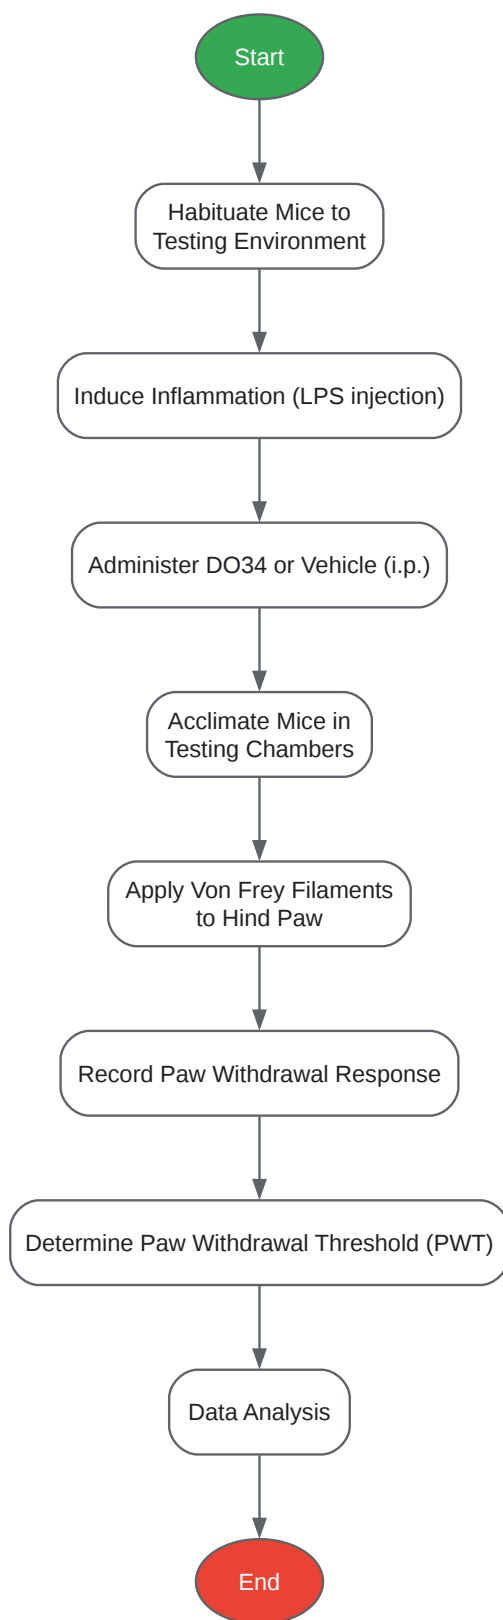 Start
Habituate Mice to
Testing Environment
Induce Inflammation (LPS injection)
Administer DO34 or Vehicle (i.p.)
Acclimate Mice in
Testing Chambers
Apply Von Frey Filaments
to Hind Paw
Record Paw Withdrawal Response
Determine Paw Withdrawal Threshold (PWT)
Data Analysis
End